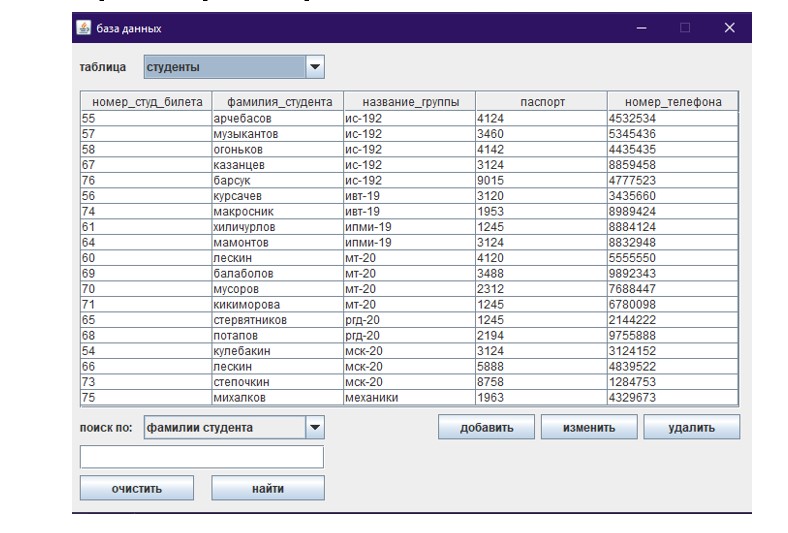 база данных
таблица студенты
номер_студ_билета фамилия_студента название_группы паспорт номер_телефона
55 арчебасов ис-192 4124 4532534
57 музыкантов ис-192 3460 5345436
58 огоньков ис-192 4142 4435435
67 казанцев ис-192 3124 8859458
76 барсук ис-192 9015 4777523
56 курсачев ивт-19 3120 3435660
74 макросник ивт-19 1953 8989424
61 хиличурлов ипми-19 1245 8884124
64 мамонтов ипми-19 3124 8832948
60 лескин мт-20 4120 5555550
69 балаболов мт-20 3488 9892343
70 мусоров мт-20 2312 7688447
71 кикиморова мт-20 1245 6780098
65 стервятников ргд-20 1245 2144222
68 потапов ргд-20 2194 9755888
54 кулебакин мск-20 3124 3124152
66 лескин мск-20 5888 4839522
73 степочкин мск-20 8758 1284753
75 михалков механики 1963 4329673
поиск по: фамилии студента добавить изменить удалить
очистить найти